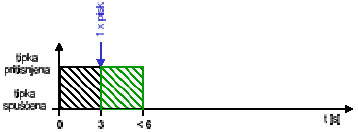 1 x pisk
tipka
pritisnjena
tipka
spuščena
0
3
< 6
t [s]